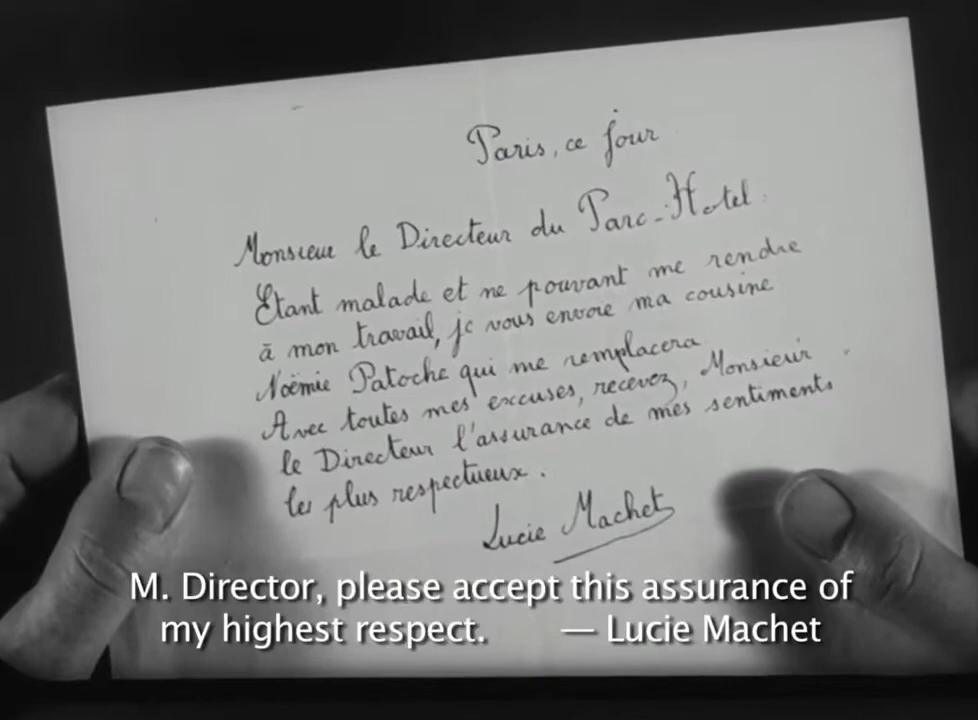 Paris, ce jour
Monsieur le Directeur du Parc-Hotel.
Étant malade et ne pouvant me rendre
à mon travail, je vous envoie ma cousine
Noëmie Patoche qui me remplacera.
Avec toutes mes excuses, recevez, Monsieur
le Directeur l'assurance de mes sentiments
les plus respectueux.
Lucie Machet
M. Director, please accept this assurance of
my highest respect. — Lucie Machet